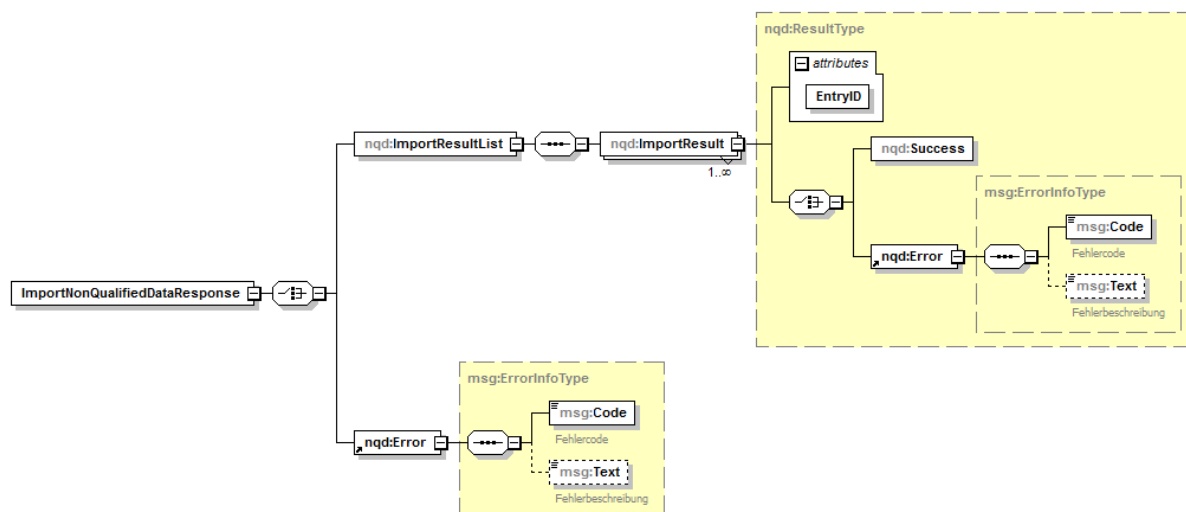 nqd:ResultType
attributes
EntryID
nqd:ImportResultList
nqd:ImportResult
1..∞
nqd:Success
msg:ErrorInfoType
msg:Code
Fehlercode
nqd:Error
msg:Text
Fehlerbeschreibung
ImportNonQualifiedDataResponse
msg:ErrorInfoType
msg:Code
Fehlercode
nqd:Error
msg:Text
Fehlerbeschreibung